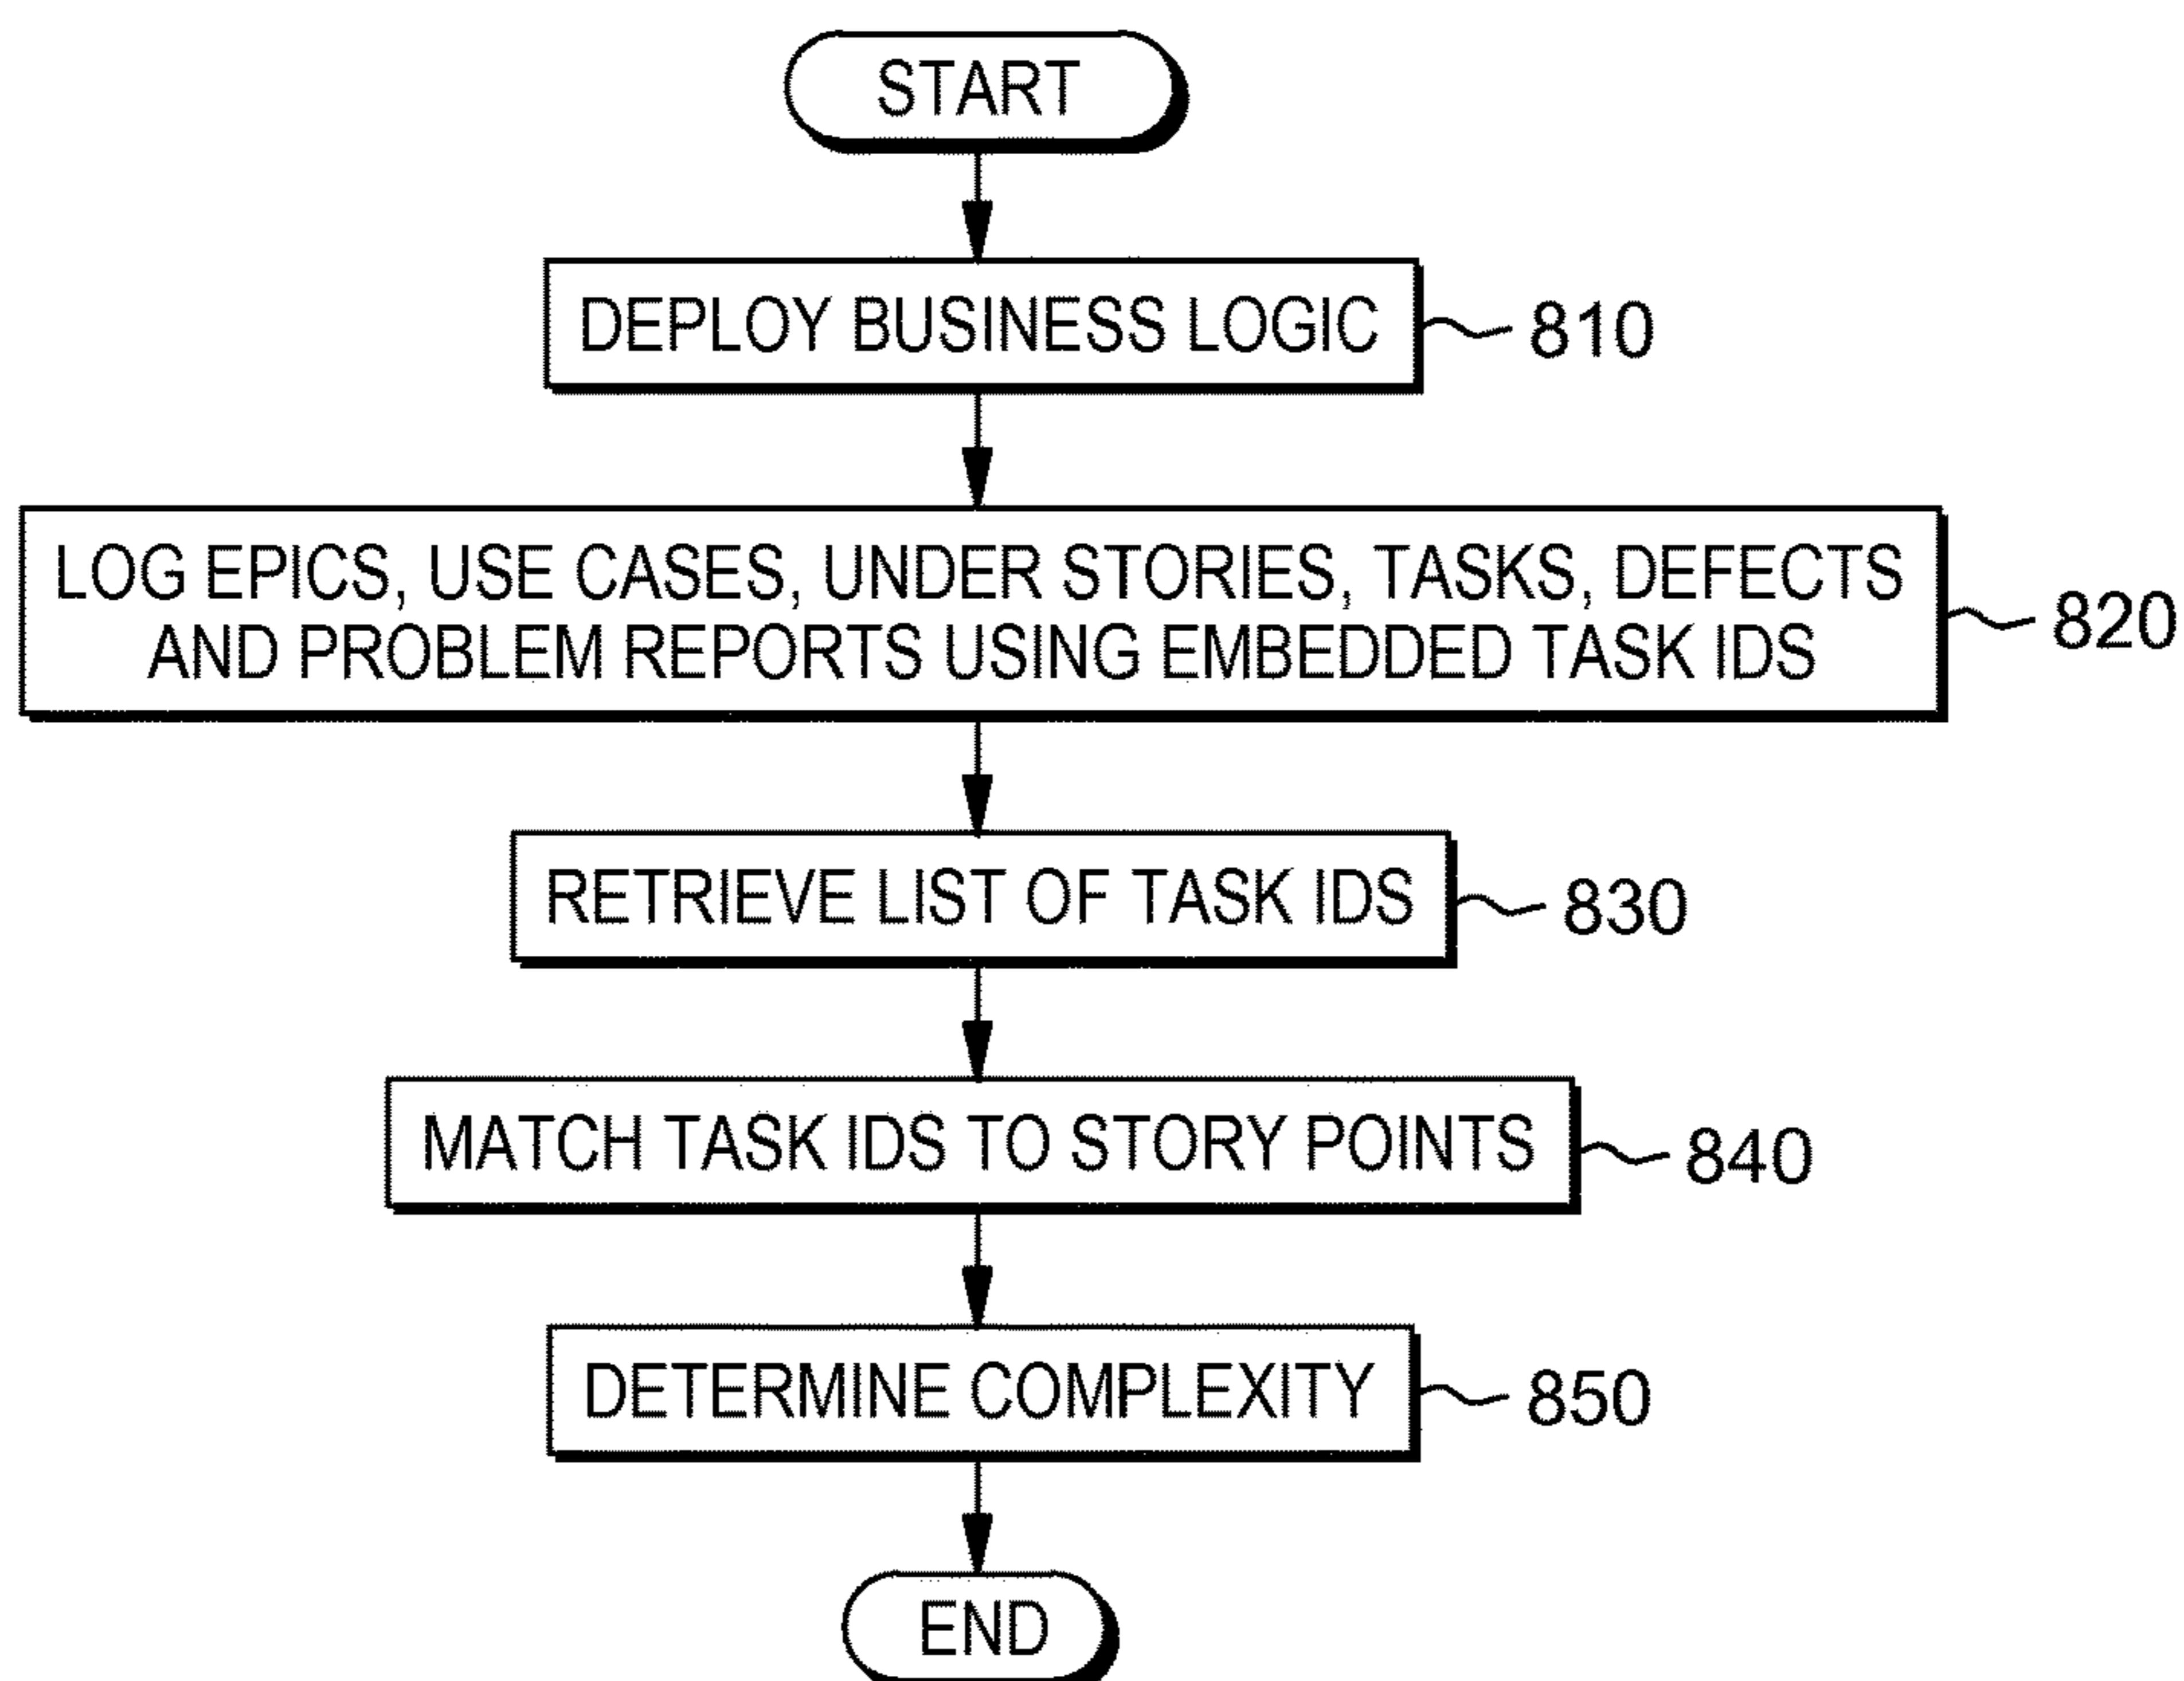 START
DEPLOY BUSINESS LOGIC
810
LOG EPICS, USE CASES, UNDER STORIES, TASKS, DEFECTS
AND PROBLEM REPORTS USING EMBEDDED TASK IDS
820
RETRIEVE LIST OF TASK IDS
830
MATCH TASK IDS TO STORY POINTS
840
DETERMINE COMPLEXITY
850
END